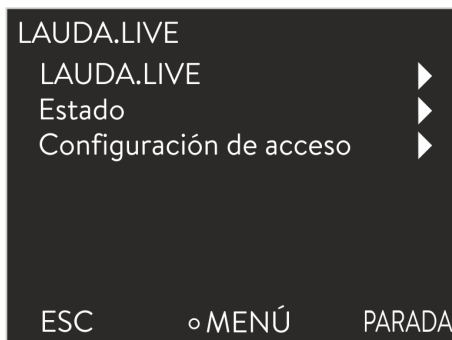 LAUDA.LIVE
LAUDA.LIVE
Estado
Configuración de acceso
ESC MENÚ PARADA